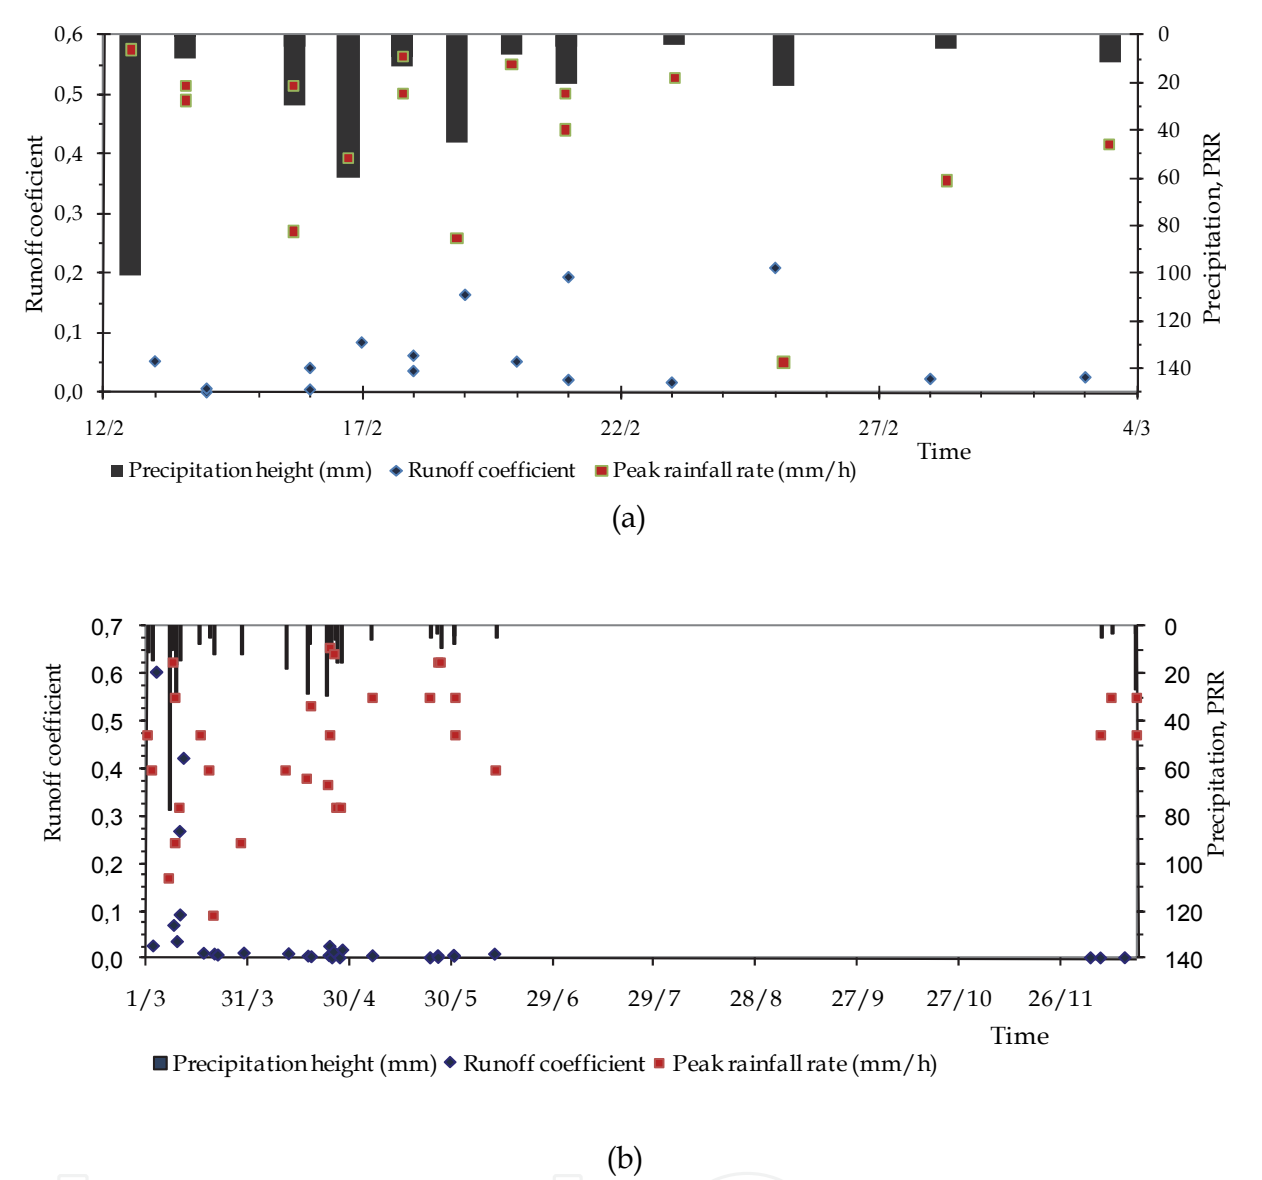 0,6
0,5
0,4
0,3
0,2
0,1
0,0
Runoff coeficient
0
20
40
60
80
100
120
140
Precipitation, PRR
12/2 17/2 22/2 27/2 4/3
Time
Precipitation height (mm) Runoff coefficient Peak rainfall rate (mm/h)
(a)
0,7
0,6
0,5
0,4
0,3
0,2
0,1
0,0
Runoff coefficient
0
20
40
60
80
100
120
140
Precipitation, PRR
1/3 31/3 30/4 30/5 29/6 29/7 28/8 27/9 27/10 26/11
Time
Precipitation height (mm) Runoff coefficient Peak rainfall rate (mm/h)
(b)